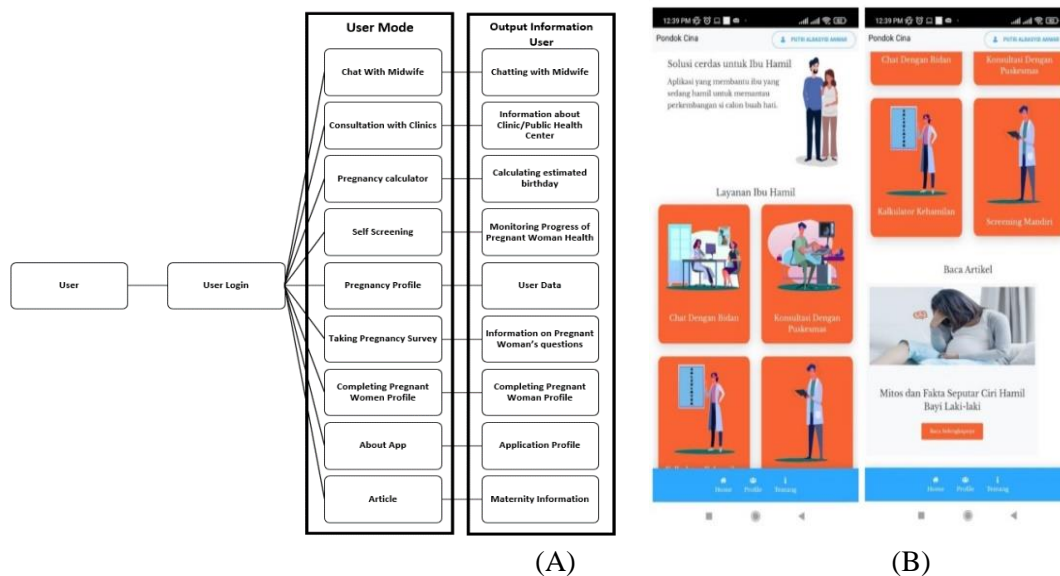 User Mode
Output Information
User
Chat With Midwife
Chatting with Midwife
Consultation with Clinics
Information about
Clinic/Public Health
Center
Pregnancy calculator
Calculating estimated
birthday
Self Screening
Monitoring Progress of
Pregnant Woman Health
User
User Login
Pregnancy Profile
User Data
Taking Pregnancy Survey
Information on Pregnant
Woman's questions
Completing Pregnant
Women Profile
Completing Pregnant
Woman Profile
About App
Application Profile
Article
Maternity Information
(A)
12:39 PM
Pondok Cina
Solusi cerdas untuk Ibu Hamil
Aplikasi yang membantu ibu yang
sedang hamil untuk memantau
perkembangan si calon buah hati.
Layanan Ibu Hamil
Chat Dengan Bidan
Konsultasi Dengan
Puskesmas
Home
Profile
Tentang
12:39 PM
Pondok Cina
Chat Dengan Bidan
Konsultasi Dengan
Puskesmas
Kalkulator Kehamilan
Screening Mandiri
Baca Artikel
Mitos dan Fakta Seputar Ciri Hamil
Bayi Laki-laki
Baca Selengkapnya
Home
Profile
Tentang
(B)